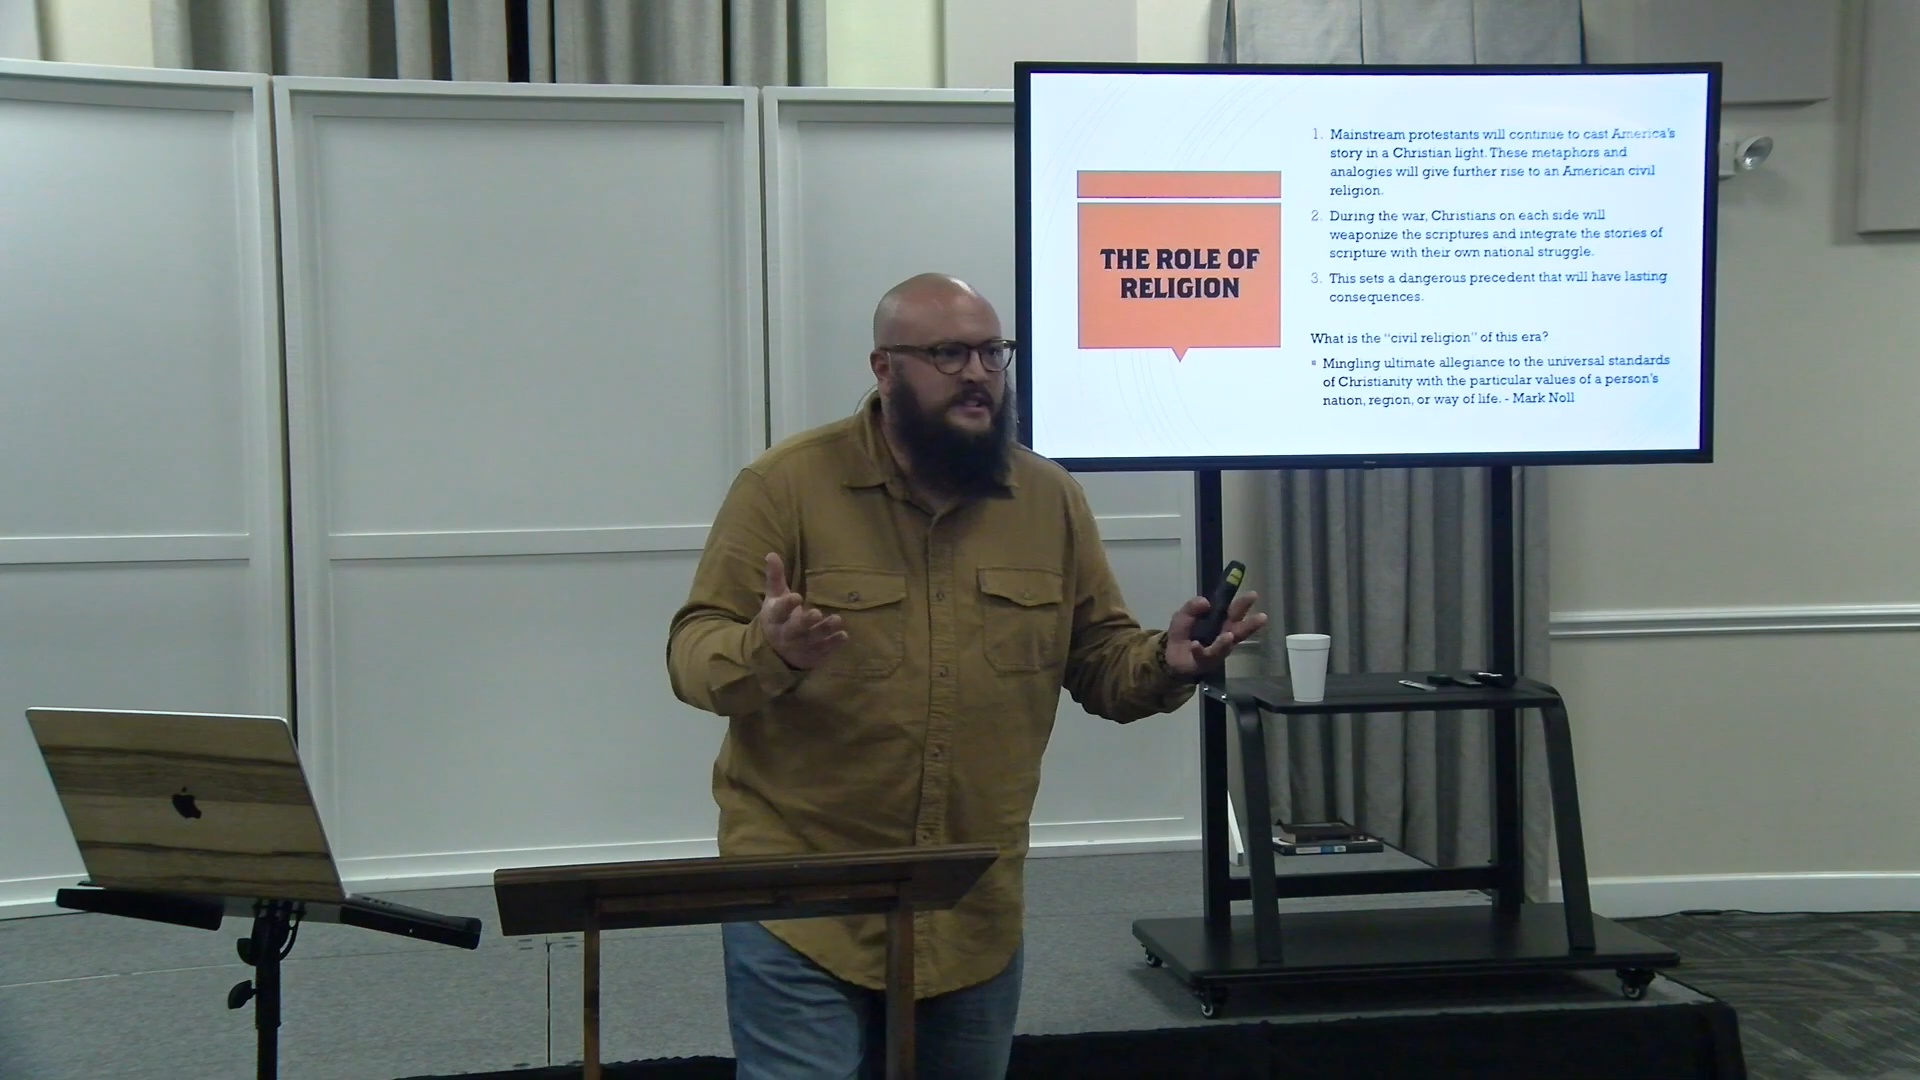 THE ROLE OF
RELIGION
1. Mainstream protestants will continue to cast America's
story in a Christian light. These metaphors and
analogies will give further rise to an American civil
religion.
2. During the war, Christians on each side will
weaponize the scriptures and integrate the stories of
scripture with their own national struggle.
3. This sets a dangerous precedent that will have lasting
consequences.
What is the "civil religion" of this era?
▪ Mingling ultimate allegiance to the universal standards
of Christianity with the particular values of a person's
nation, region, or way of life. - Mark Noll